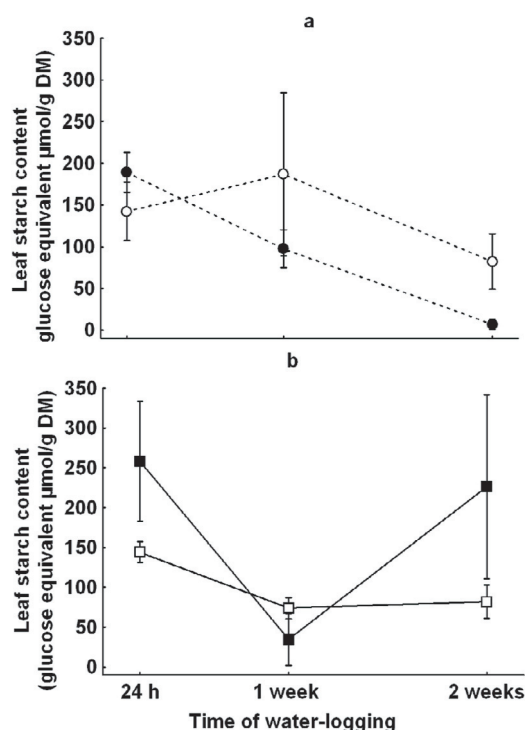 a
Leaf starch content
glucose equivalent µmol/g DM)
350
300
250
200
150
100
50
0
b
Leaf starch content
(glucose equivalent µmol/g DM)
350
300
250
200
150
100
50
0
24 h 1 week 2 weeks
Time of water-logging